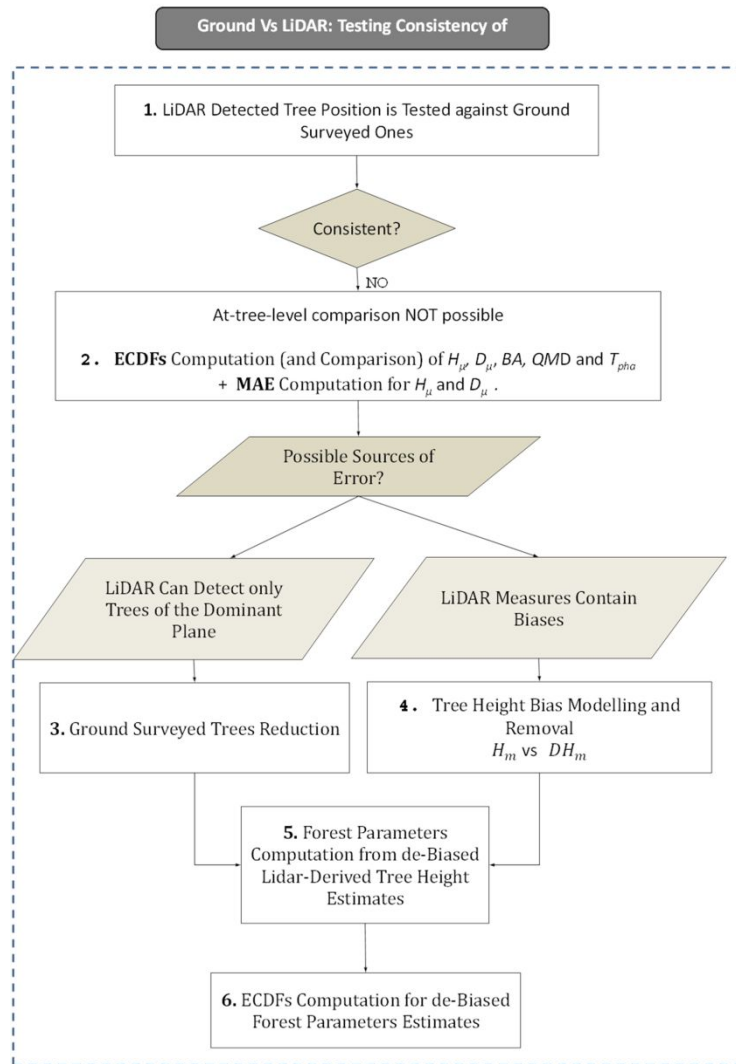 Ground Vs LiDAR: Testing Consistency of
1. LiDAR Detected Tree Position is Tested against Ground
Surveyed Ones
Consistent?
NO
At-tree-level comparison NOT possible
2. ECDFs Computation (and Comparison) of Hμ, Dμ, BA, QMD and Tpha
+ MAE Computation for Hμ and Dμ .
Possible Sources of
Error?
LiDAR Can Detect only
Trees of the Dominant
Plane
LiDAR Measures Contain
Biases
3. Ground Surveyed Trees Reduction
4. Tree Height Bias Modelling and
Removal
Hm vs DHm
5. Forest Parameters
Computation from de-Biased
Lidar-Derived Tree Height
Estimates
6. ECDFs Computation for de-Biased
Forest Parameters Estimates